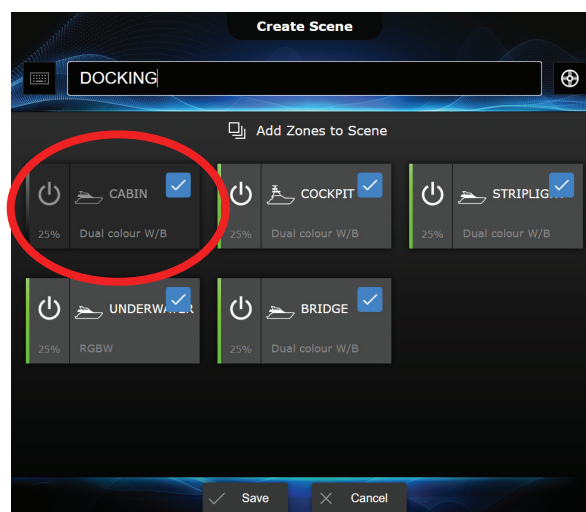 Create Scene
DOCKING
Add Zones to Scene
CABIN
25% Dual colour W/B
COCKPIT
25% Dual colour W/B
25% Dual colour W/B
25% RGBW
BRIDGE
25% Dual colour W/B
Save Cancel